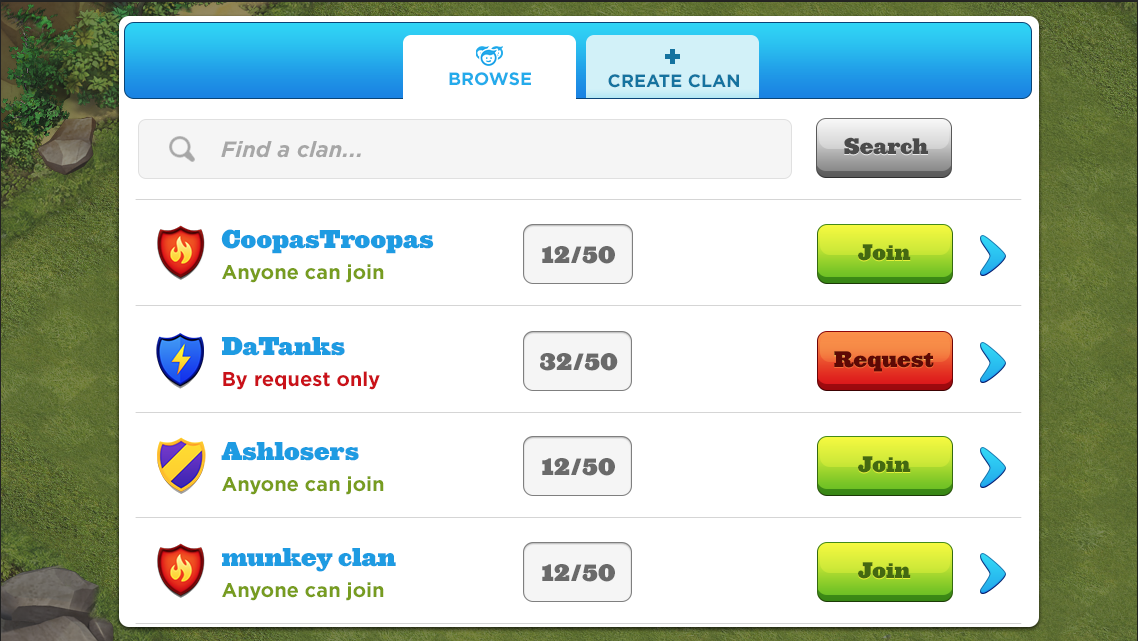 BROWSE
CREATE CLAN
Find a clan...
Search
CoopasTroopas
Anyone can join
12/50
Join
DaTanks
By request only
32/50
Request
Ashlosers
Anyone can join
12/50
Join
munkey clan
Anyone can join
12/50
Join